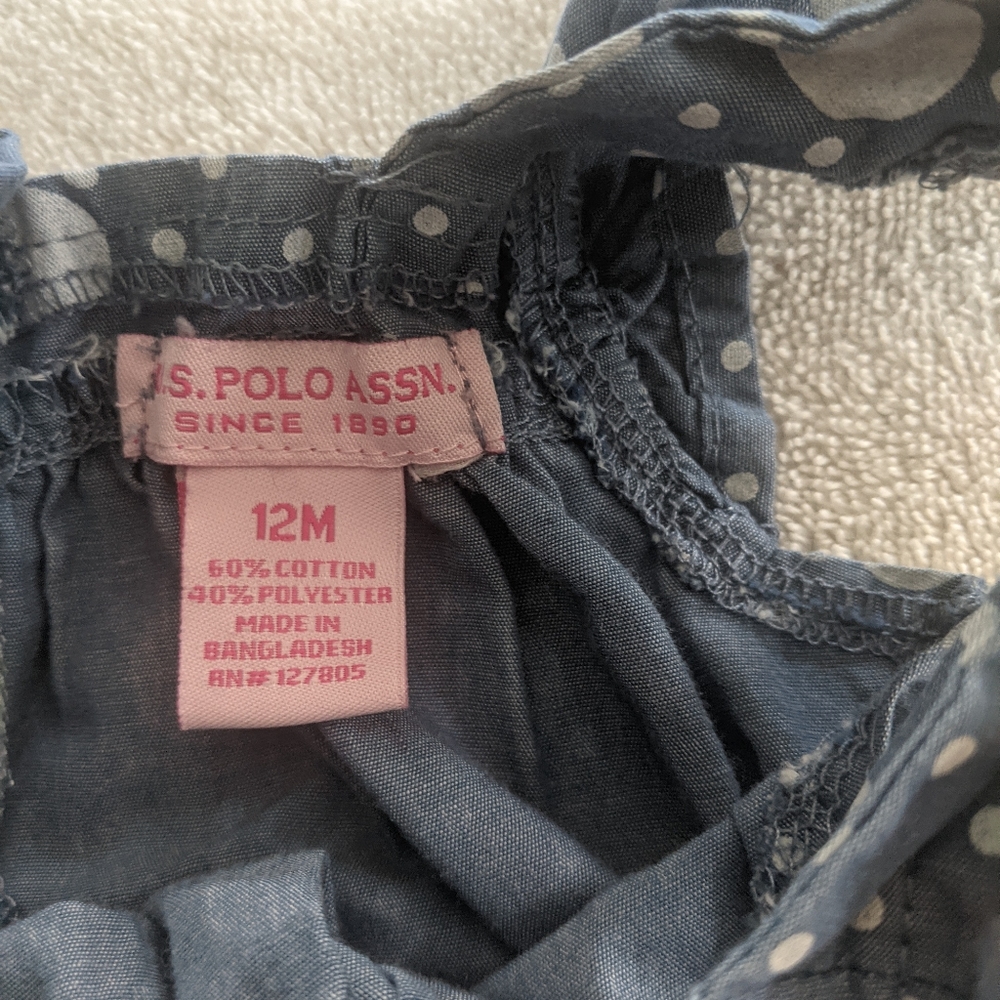 .S. POLO ASSN.
SINCE 1890
12M
60% COTTON
40% POLYESTER
MADE IN
BANGLADESH
RN# 127805